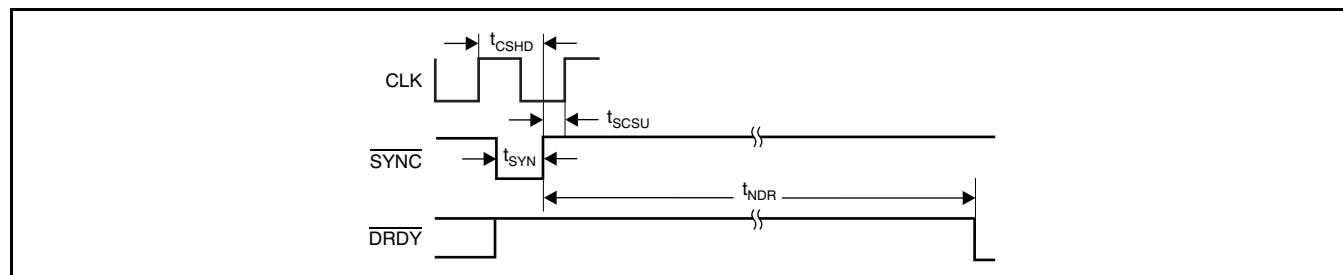 tCSHD
CLK
tSCSU
SYNC
tSYN
tNDR
DRDY